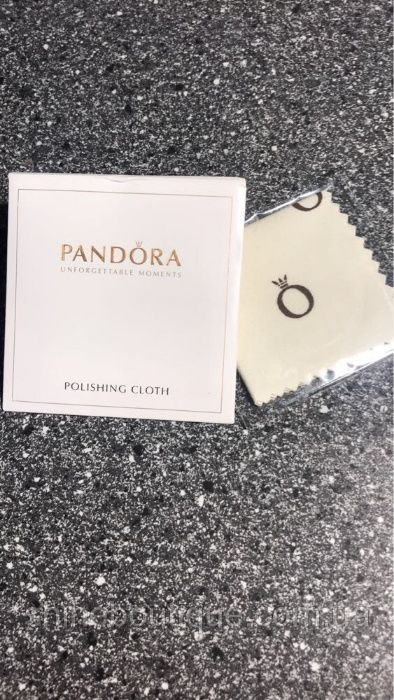 PANDORA
UNFORGETTABLE MOMENTS
POLISHING CLOTH